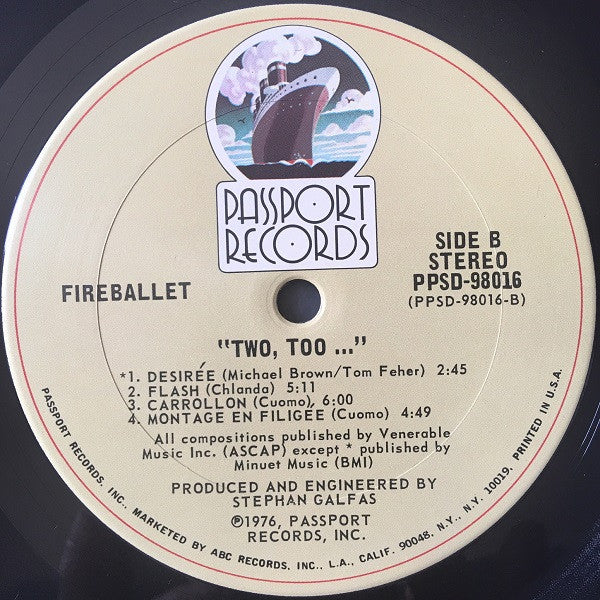 PASSPORT
RECORDS
SIDE B
STEREO
PPSD-98016
(PPSD-98016-B)
FIREBALLET
"TWO, TOO ..."
*1. DESIRÉE (Michael Brown/Tom Feher) 2:45
2. FLASH (Chlanda) 5:11
3. CARROLLON (Cuomo), 6:00
4. MONTAGE EN FILIGÉE (Cuomo) 4:49
All compositions published by Venerable
Music Inc. (ASCAP) except * published by
Minuet Music (BMI)
PRODUCED AND ENGINEERED BY
STEPHAN GALFAS
℗1976, PASSPORT
RECORDS, INC.
PASSPORT RECORDS, INC., MARKETED BY ABC RECORDS, INC., L.A., CALIF. 90048. N.Y., N.Y. 10019. PRINTED IN U.S.A.